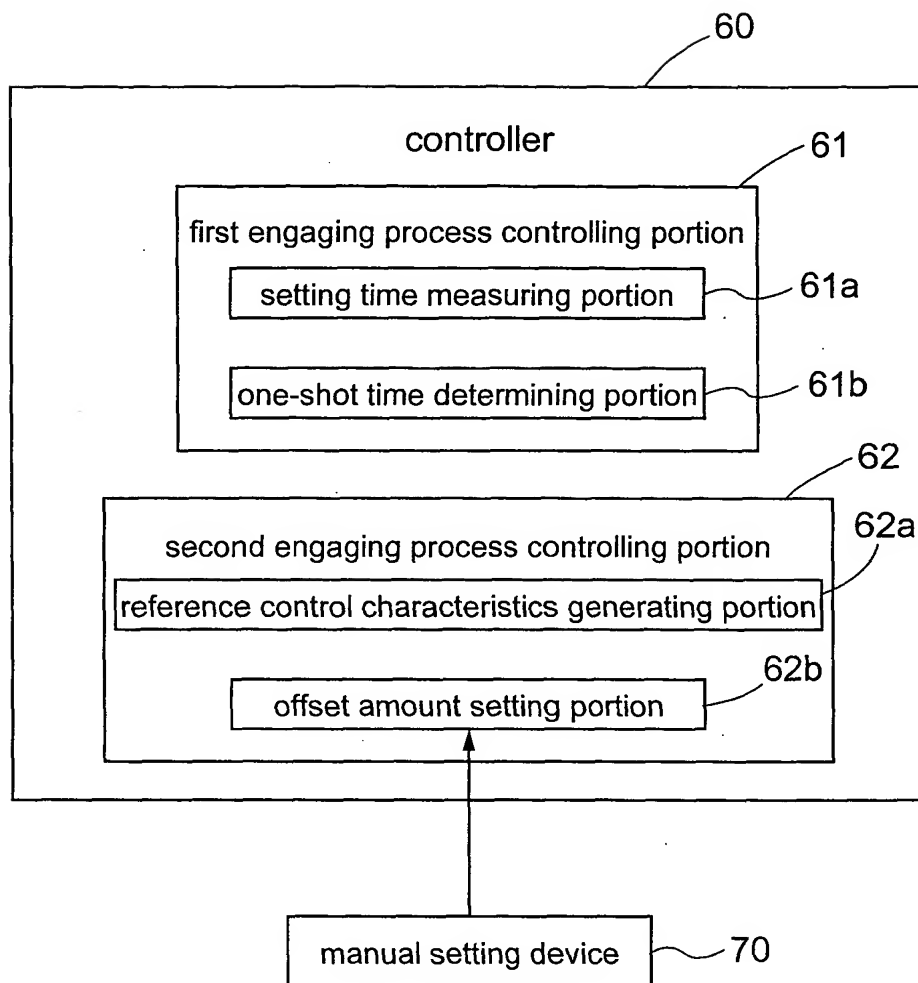 60
controller
61
first engaging process controlling portion
setting time measuring portion
61a
one-shot time determining portion
61b
62
second engaging process controlling portion
62a
reference control characteristics generating portion
62b
offset amount setting portion
manual setting device
70